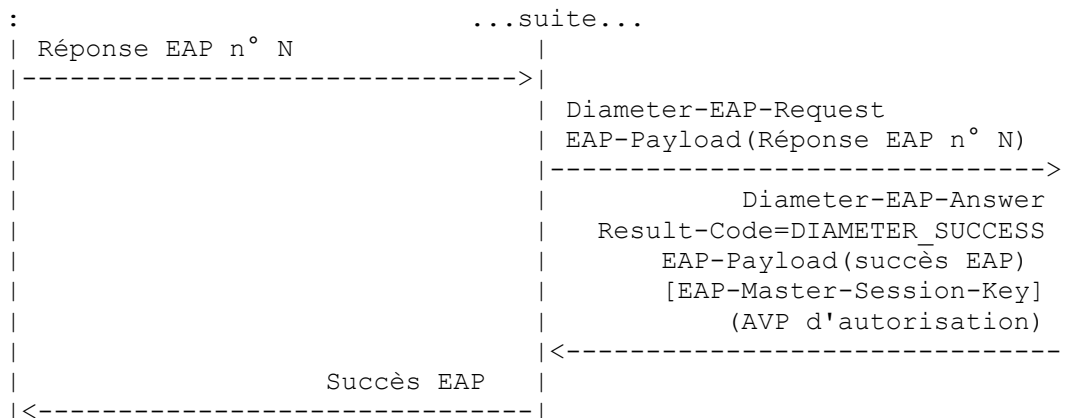 : ...suite...
| Réponse EAP n° N |
|------------------------------->|
| | Diameter-EAP-Request
| | EAP-Payload(Réponse EAP n° N)
| |------------------------------->
| | Diameter-EAP-Answer
| | Result-Code=DIAMETER_SUCCESS
| | EAP-Payload(succès EAP)
| | [EAP-Master-Session-Key]
| | (AVP d'autorisation)
| |<-------------------------------
| Succès EAP |
|<-------------------------------|